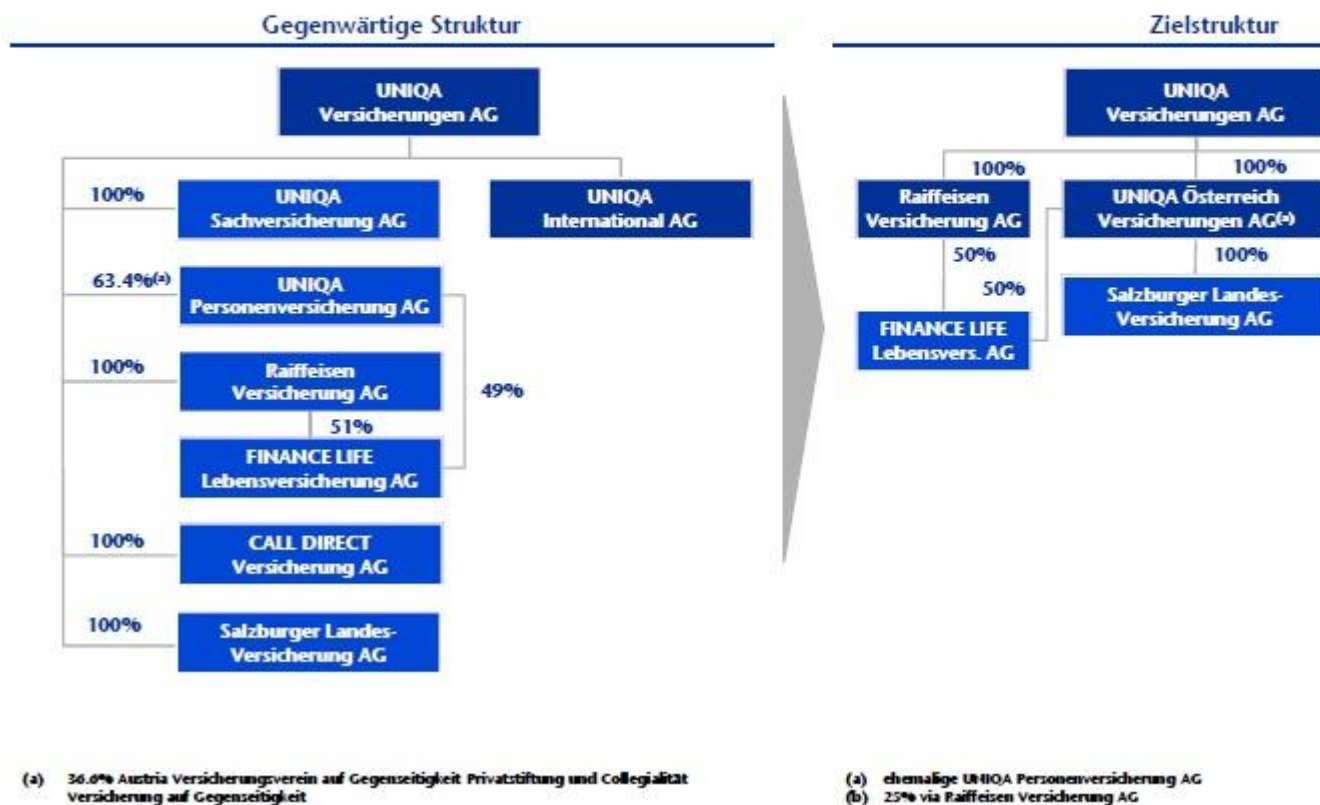 Gegenwärtige Struktur
UNIQA
Versicherungen AG
100%
UNIQA
Sachversicherung AG
UNIQA
International AG
63.4%(a)
UNIQA
Personenversicherung AG
100%
Raiffeisen
Versicherung AG
49%
51%
FINANCE LIFE
Lebensversicherung AG
100%
CALL DIRECT
Versicherung AG
100%
Salzburger Landes-
Versicherung AG
(a) 36.6% Austria Versicherungsverein auf Gegenseitigkeit Privatstiftung und Collegialität
Versicherung auf Gegenseitigkeit
Zielstruktur
UNIQA
Versicherungen AG
100%
100%
Raiffeisen
Versicherung AG
UNIQA Österreich
Versicherungen AG(a)
50%
100%
50%
Salzburger Landes-
Versicherung AG
FINANCE LIFE
Lebensvers. AG
(a) ehemalige UNIQA Personenversicherung AG
(b) 25% via Raiffeisen Versicherung AG